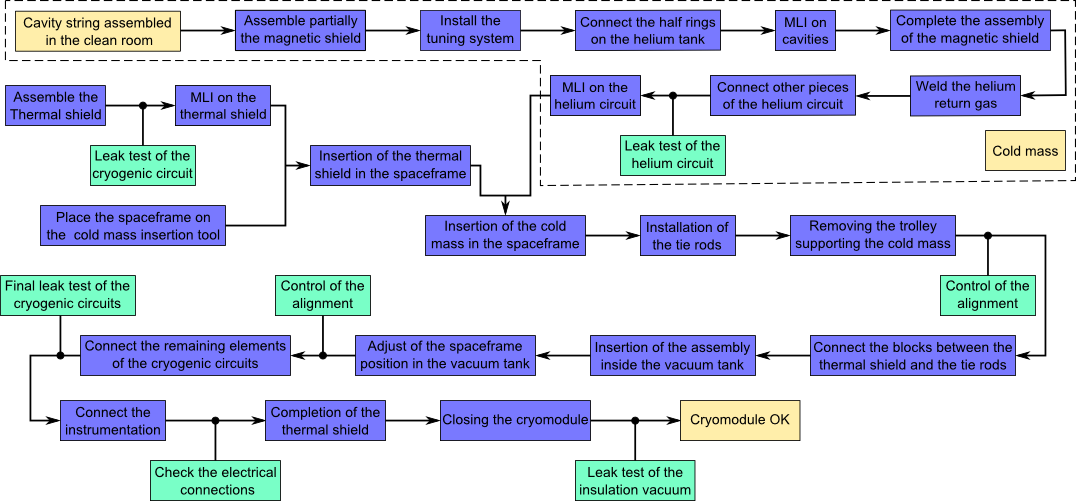 Cavity string assembled
in the clean room
Assemble partially
the magnetic shield
Install the
tuning system
Connect the half rings
on the helium tank
MLI on
cavities
Complete the assembly
of the magnetic shield
Assemble the
Thermal shield
MLI on the
thermal shield
MLI on the
helium circuit
Connect other pieces
of the helium circuit
Weld the helium
return gas
Leak test of the
cryogenic circuit
Leak test of the
helium circuit
Cold mass
Insertion of the thermal
shield in the spaceframe
Place the spaceframe on
the cold mass insertion tool
Insertion of the cold
mass in the spaceframe
Installation of
the tie rods
Removing the trolley
supporting the cold mass
Final leak test of the
cryogenic circuits
Control of the
alignment
Control of the
alignment
Connect the remaining elements
of the cryogenic circuits
Adjust of the spaceframe
position in the vacuum tank
Insertion of the assembly
inside the vacuum tank
Connect the blocks between the
thermal shield and the tie rods
Connect the
instrumentation
Completion of the
thermal shield
Closing the cryomodule
Cryomodule OK
Check the electrical
connections
Leak test of the
insulation vacuum